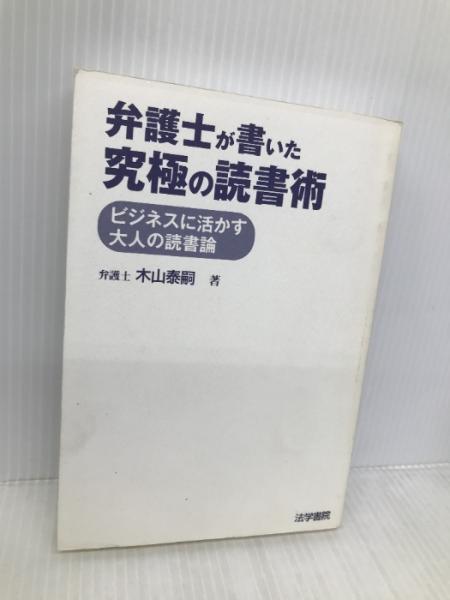 弁護士が書いた
究極の読書術
ビジネスに活かす
大人の読書論
弁護士 木山泰嗣 著
法学書院